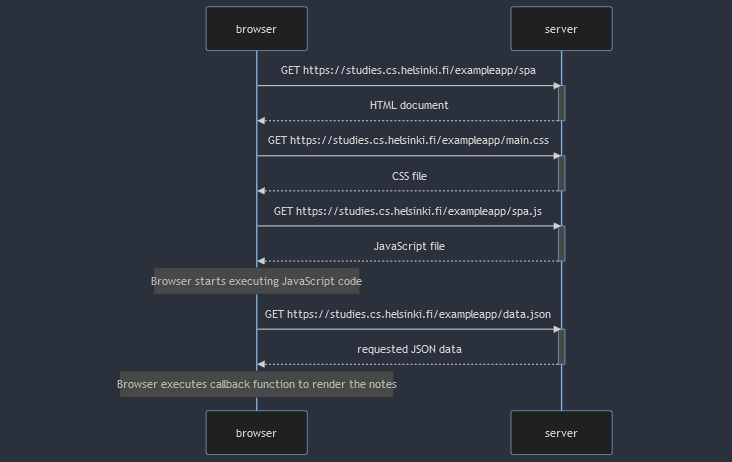 browser
server
GET https://studies.cs.helsinki.fi/exampleapp/spa
HTML document
GET https://studies.cs.helsinki.fi/exampleapp/main.css
CSS file
GET https://studies.cs.helsinki.fi/exampleapp/spa.js
JavaScript file
Browser starts executing JavaScript code
GET https://studies.cs.helsinki.fi/exampleapp/data.json
requested JSON data
Browser executes callback function to render the notes
browser
server